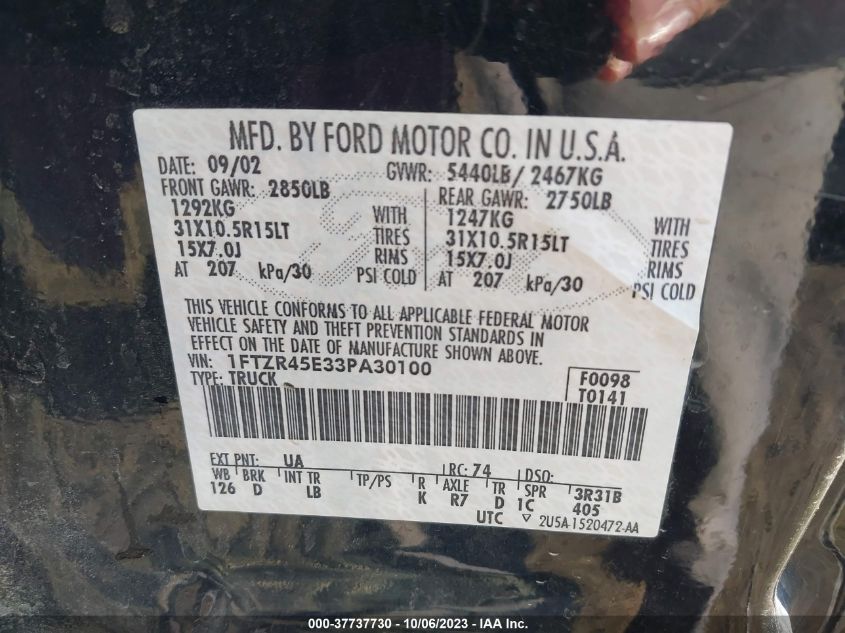 MFD. BY FORD MOTOR CO. IN U.S.A.
DATE: 09/02 GVWR: 5440LB/ 2467KG
FRONT GAWR: 2850LB REAR GAWR: 2750LB
1292KG WITH 1247KG WITH
31X10.5R15LT TIRES 31X10.5R15LT TIRES
15X7.0J RIMS 15X7.0J RIMS
AT 207 kPa/30 PSI COLD AT 207 kPa/30 PSI COLD
THIS VEHICLE CONFORMS TO ALL APPLICABLE FEDERAL MOTOR
VEHICLE SAFETY AND THEFT PREVENTION STANDARDS IN
EFFECT ON THE DATE OF MANUFACTURE SHOWN ABOVE.
VIN: 1FTZR45E33PA30100 F0098
TYPE: TRUCK T0141
EXT PNT: UA RC: 74 DSO:
WB BRK INT TR TP/PS R AXLE TR SPR 3R31B
126 D LB K R7 D 1C 405
UTC 2U5A-1520472-AA
000-37737730 - 10/06/2023 - IAA Inc.